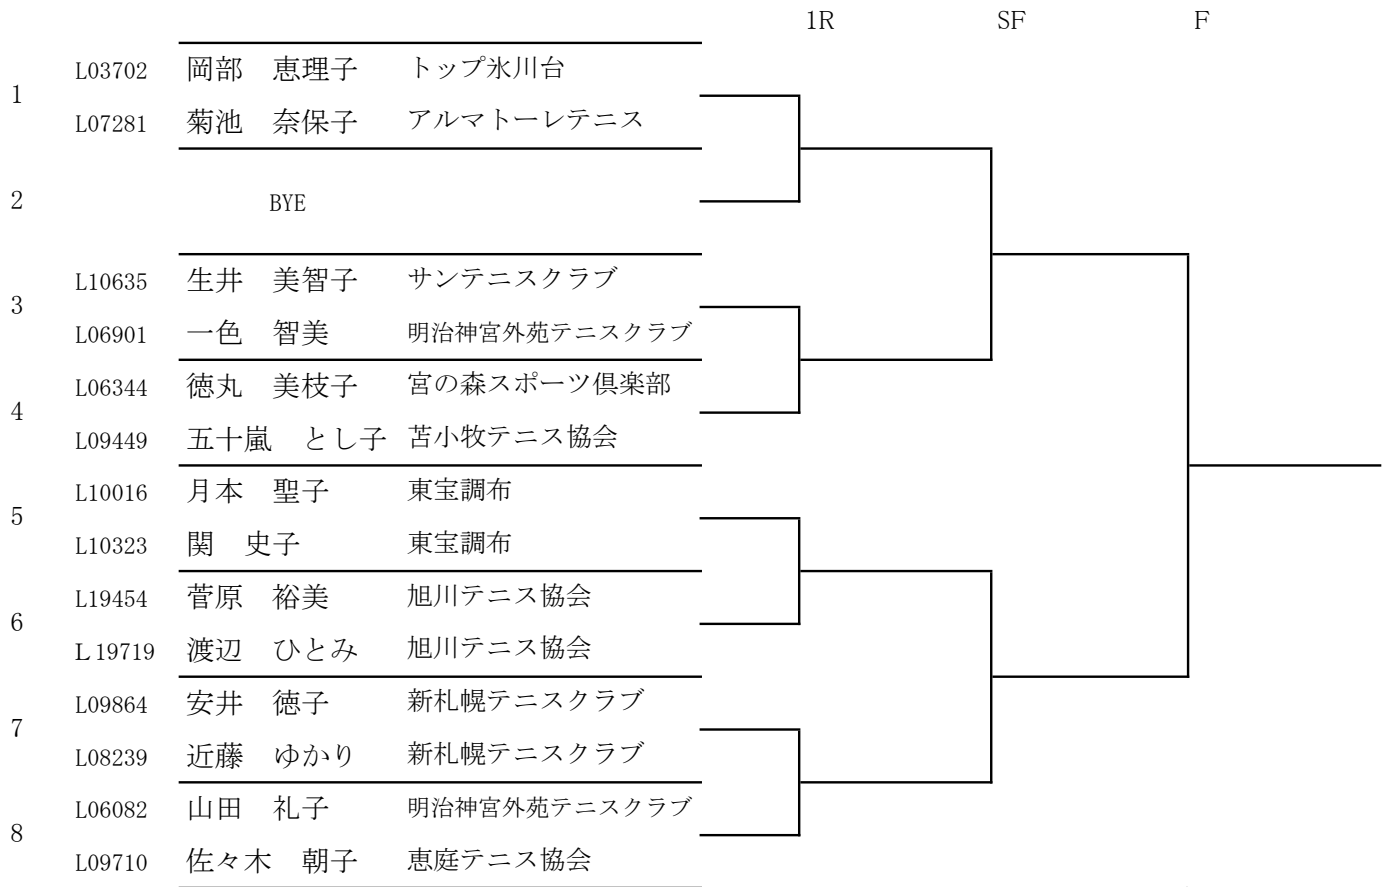 1R SF F
L03702 岡部 恵理子 トップ氷川台
1
L07281 菊池 奈保子 アルマトーレテニス
2 BYE
L10635 生井 美智子 サンテニスクラブ
3
L06901 一色 智美 明治神宮外苑テニスクラブ
L06344 徳丸 美枝子 宮の森スポーツ倶楽部
4
L09449 五十嵐 とし子 苫小牧テニス協会
L10016 月本 聖子 東宝調布
5
L10323 関 史子 東宝調布
L19454 菅原 裕美 旭川テニス協会
6
L19719 渡辺 ひとみ 旭川テニス協会
L09864 安井 徳子 新札幌テニスクラブ
7
L08239 近藤 ゆかり 新札幌テニスクラブ
L06082 山田 礼子 明治神宮外苑テニスクラブ
8
L09710 佐々木 朝子 恵庭テニス協会